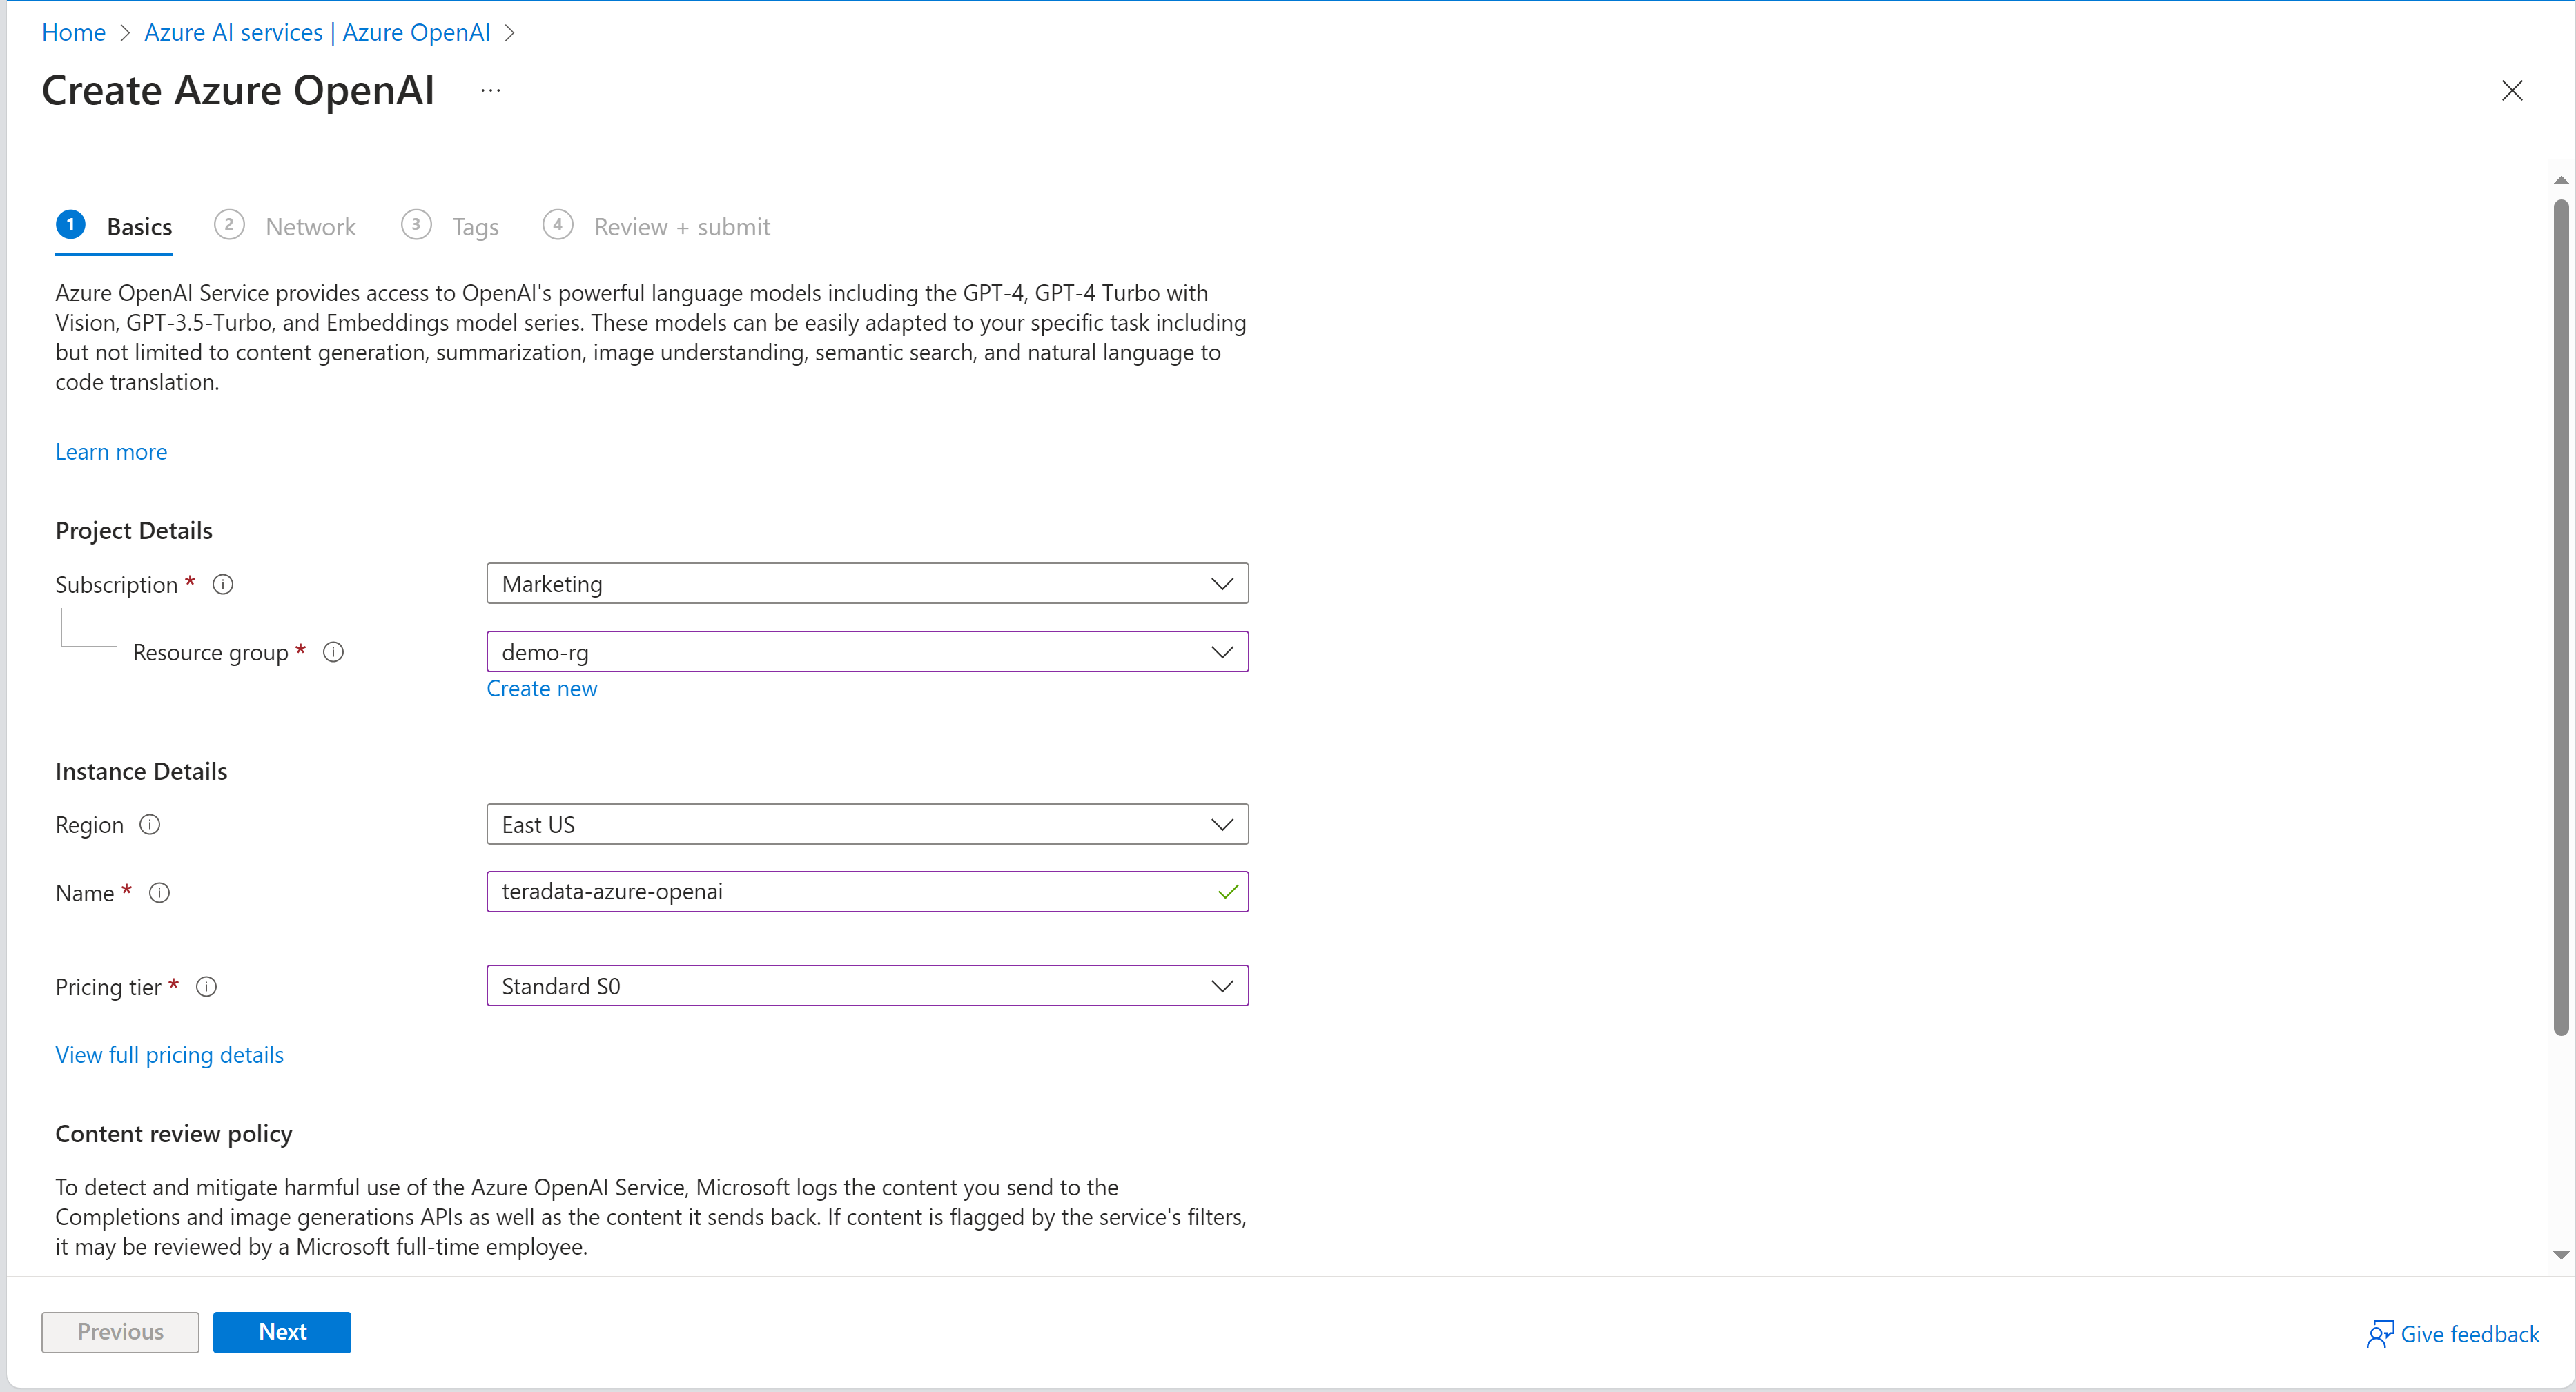 Home > Azure AI services | Azure OpenAI >
Create Azure OpenAI ...
1 Basics 2 Network 3 Tags 4 Review + submit
Azure OpenAI Service provides access to OpenAI's powerful language models including the GPT-4, GPT-4 Turbo with
Vision, GPT-3.5-Turbo, and Embeddings model series. These models can be easily adapted to your specific task including
but not limited to content generation, summarization, image understanding, semantic search, and natural language to
code translation.
Learn more
Project Details
Subscription * Marketing
Resource group * demo-rg
Create new
Instance Details
Region East US
Name * teradata-azure-openai
Pricing tier * Standard S0
View full pricing details
Content review policy
To detect and mitigate harmful use of the Azure OpenAI Service, Microsoft logs the content you send to the
Completions and image generations APIs as well as the content it sends back. If content is flagged by the service's filters,
it may be reviewed by a Microsoft full-time employee.
Previous Next Give feedback